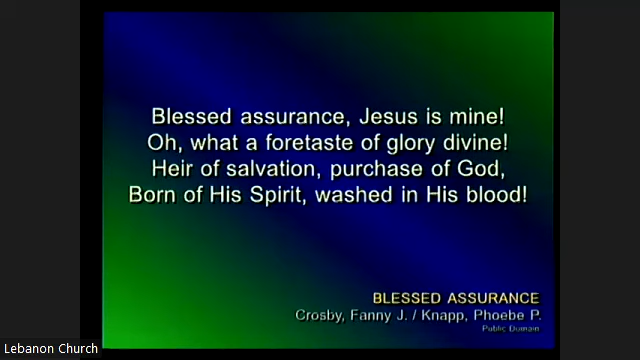 Blessed assurance, Jesus is mine!
Oh, what a foretaste of glory divine!
Heir of salvation, purchase of God,
Born of His Spirit, washed in His blood!
BLESSED ASSURANCE
Crosby, Fanny J. / Knapp, Phoebe P.
Public Domain
Lebanon Church